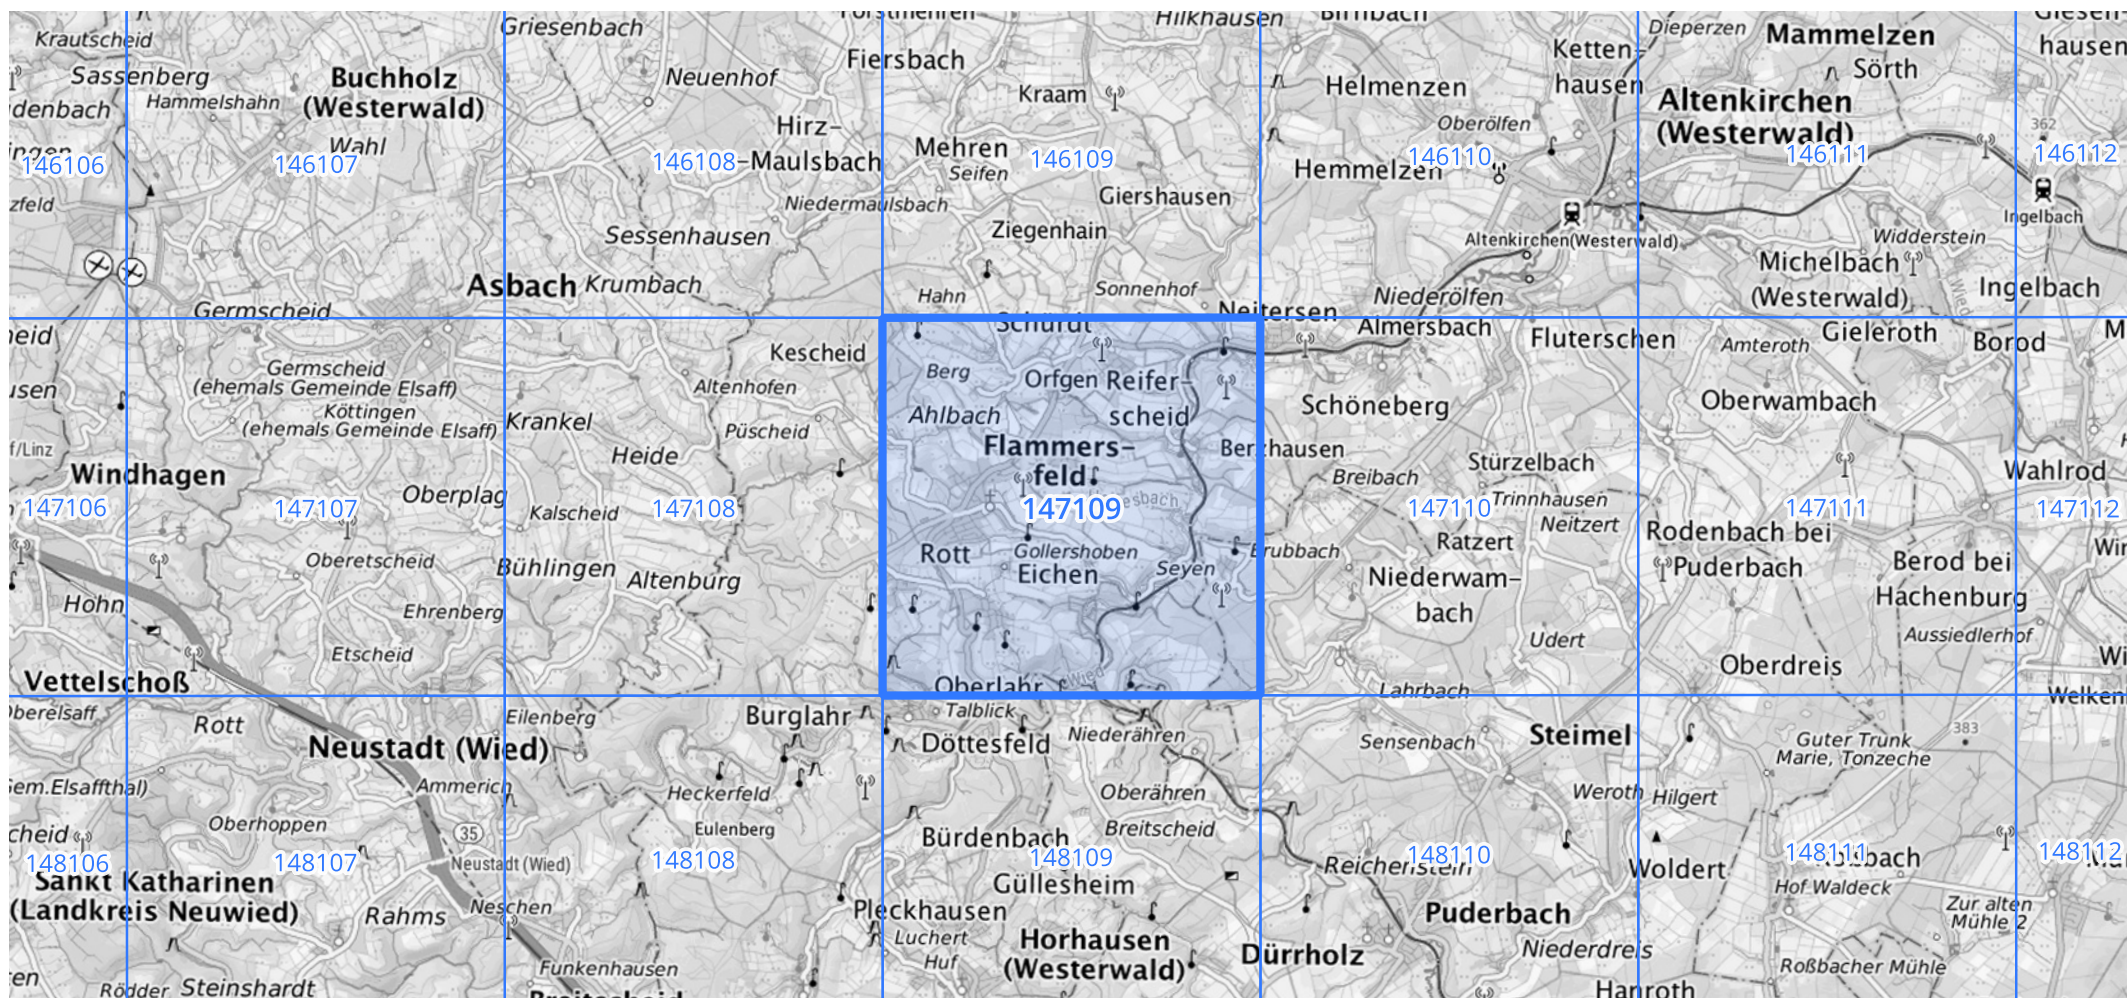 Griesenbach
Hilkhausen
Dieperzen
Mammelzen
Krautscheid
Ketten-
hausen
hausen
Sassenberg
Buchholz
(Westerwald)
Neuenhof
Fiersbach
Helmenzen
Sörth
Hammelshahn
Kraam
Altenkirchen
(Westerwald)
denbach
Hirz-
-Maulsbach
Oberölfen
362
Wahl
Mehren
Seifen
Hemmelzen
146106
146107
146108
146109
146110
146111
146112
zfeld
Niedermaulsbach
Giershausen
Ingelbach
Sessenhausen
Ziegenhain
Altenkirchen(Westerwald)
Widderstein
Michelbach
(Westerwald)
Asbach
Krumbach
Hahn
Sonnenhof
Niederölfen
Ingelbach
Germscheid
Neitersen
Schürdt
Almersbach
Fluterschen
Gieleroth
Borod
Kescheid
Amteroth
Germscheid
(ehemals Gemeinde Elsaff)
Altenhofen
Berg
Orfgen
Reifer-
scheid
Köttingen
(ehemals Gemeinde Elsaff)
Krankel
Püscheid
Ahlbach
Schöneberg
Oberwambach
f/Linz
Heide
Flammers-
feld
Berzhausen
Windhagen
Oberplag
Breibach
Stürzelbach
Wahlrod
147106
147107
147108
147109
147110
147111
147112
Kalscheid
Trinnhausen
Neitzert
Rodenbach bei
Puderbach
Oberetscheid
Bühlingen
Altenburg
Rott
Gollershoben
Eichen
Seyen
Brubbach
Ratzert
Niederwam-
bach
Berod bei
Hachenburg
Hohn
Ehrenberg
Etscheid
Udert
Aussiedlerhof
Vettelschoß
Oberlahr
Wied
Lahrbach
Oberdreis
Welken
Oberelsaff
Rott
Eilenberg
Burglahr
Talblick
Döttesfeld
Niederähren
Sensenbach
Steimel
383
Neustadt (Wied)
Guter Trunk
Marie, Tonzeche
Ammerich
Heckerfeld
Oberähren
Weroth
Hilgert
Oberhoppen
35
Eulenberg
Bürdenbach
Breitscheid
148106
148107
148108
148109
148110
148111
148112
Neustadt (Wied)
Reichenstein
Woldert
Sankt Katharinen
(Landkreis Neuwied)
Güllesheim
Hof Waldeck
Rahms
Neschen
Pleckhausen
Puderbach
Zur alten
Mühle 2
Luchert
Huf
Horhausen
(Westerwald)
Dürrholz
Niederdreis
Funkenhausen
Roßbacher Mühle
Rödder
Steinshardt
Breitscheid
Hanroth